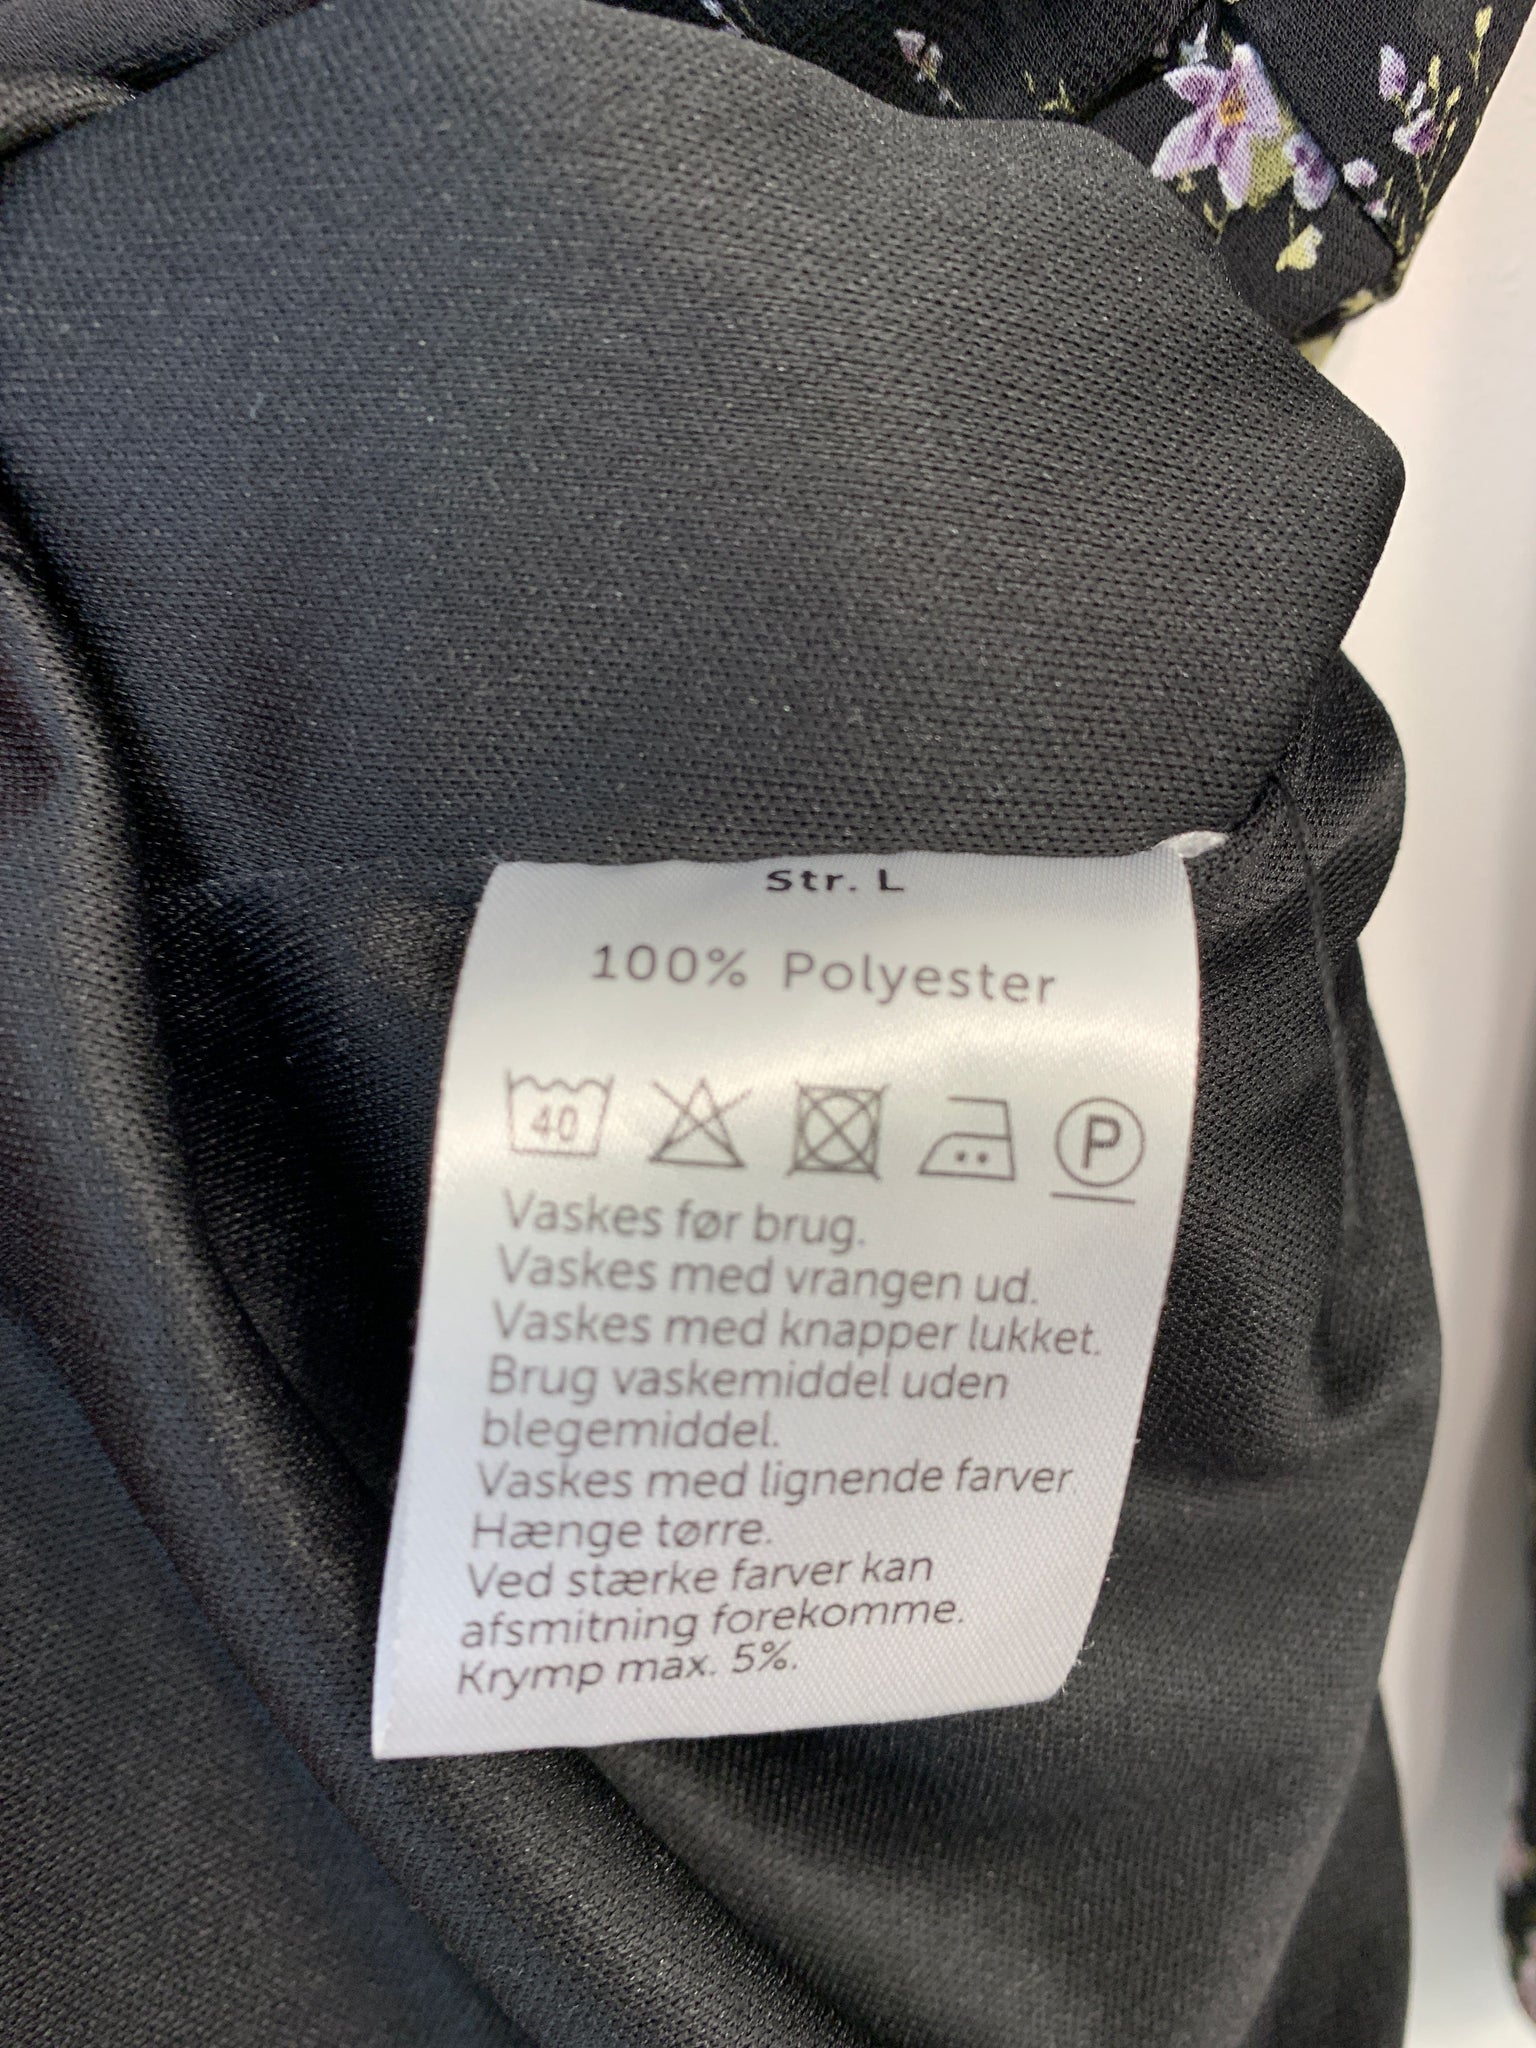 Str. L
100% Polyester
40 P
Vaskes før brug.
Vaskes med vrangen ud.
Vaskes med knapper lukket.
Brug vaskemiddel uden
blegemiddel.
Vaskes med lignende farver
Hænge tørre.
Ved stærke farver kan
afsmitning forekomme.
Krymp max. 5%.